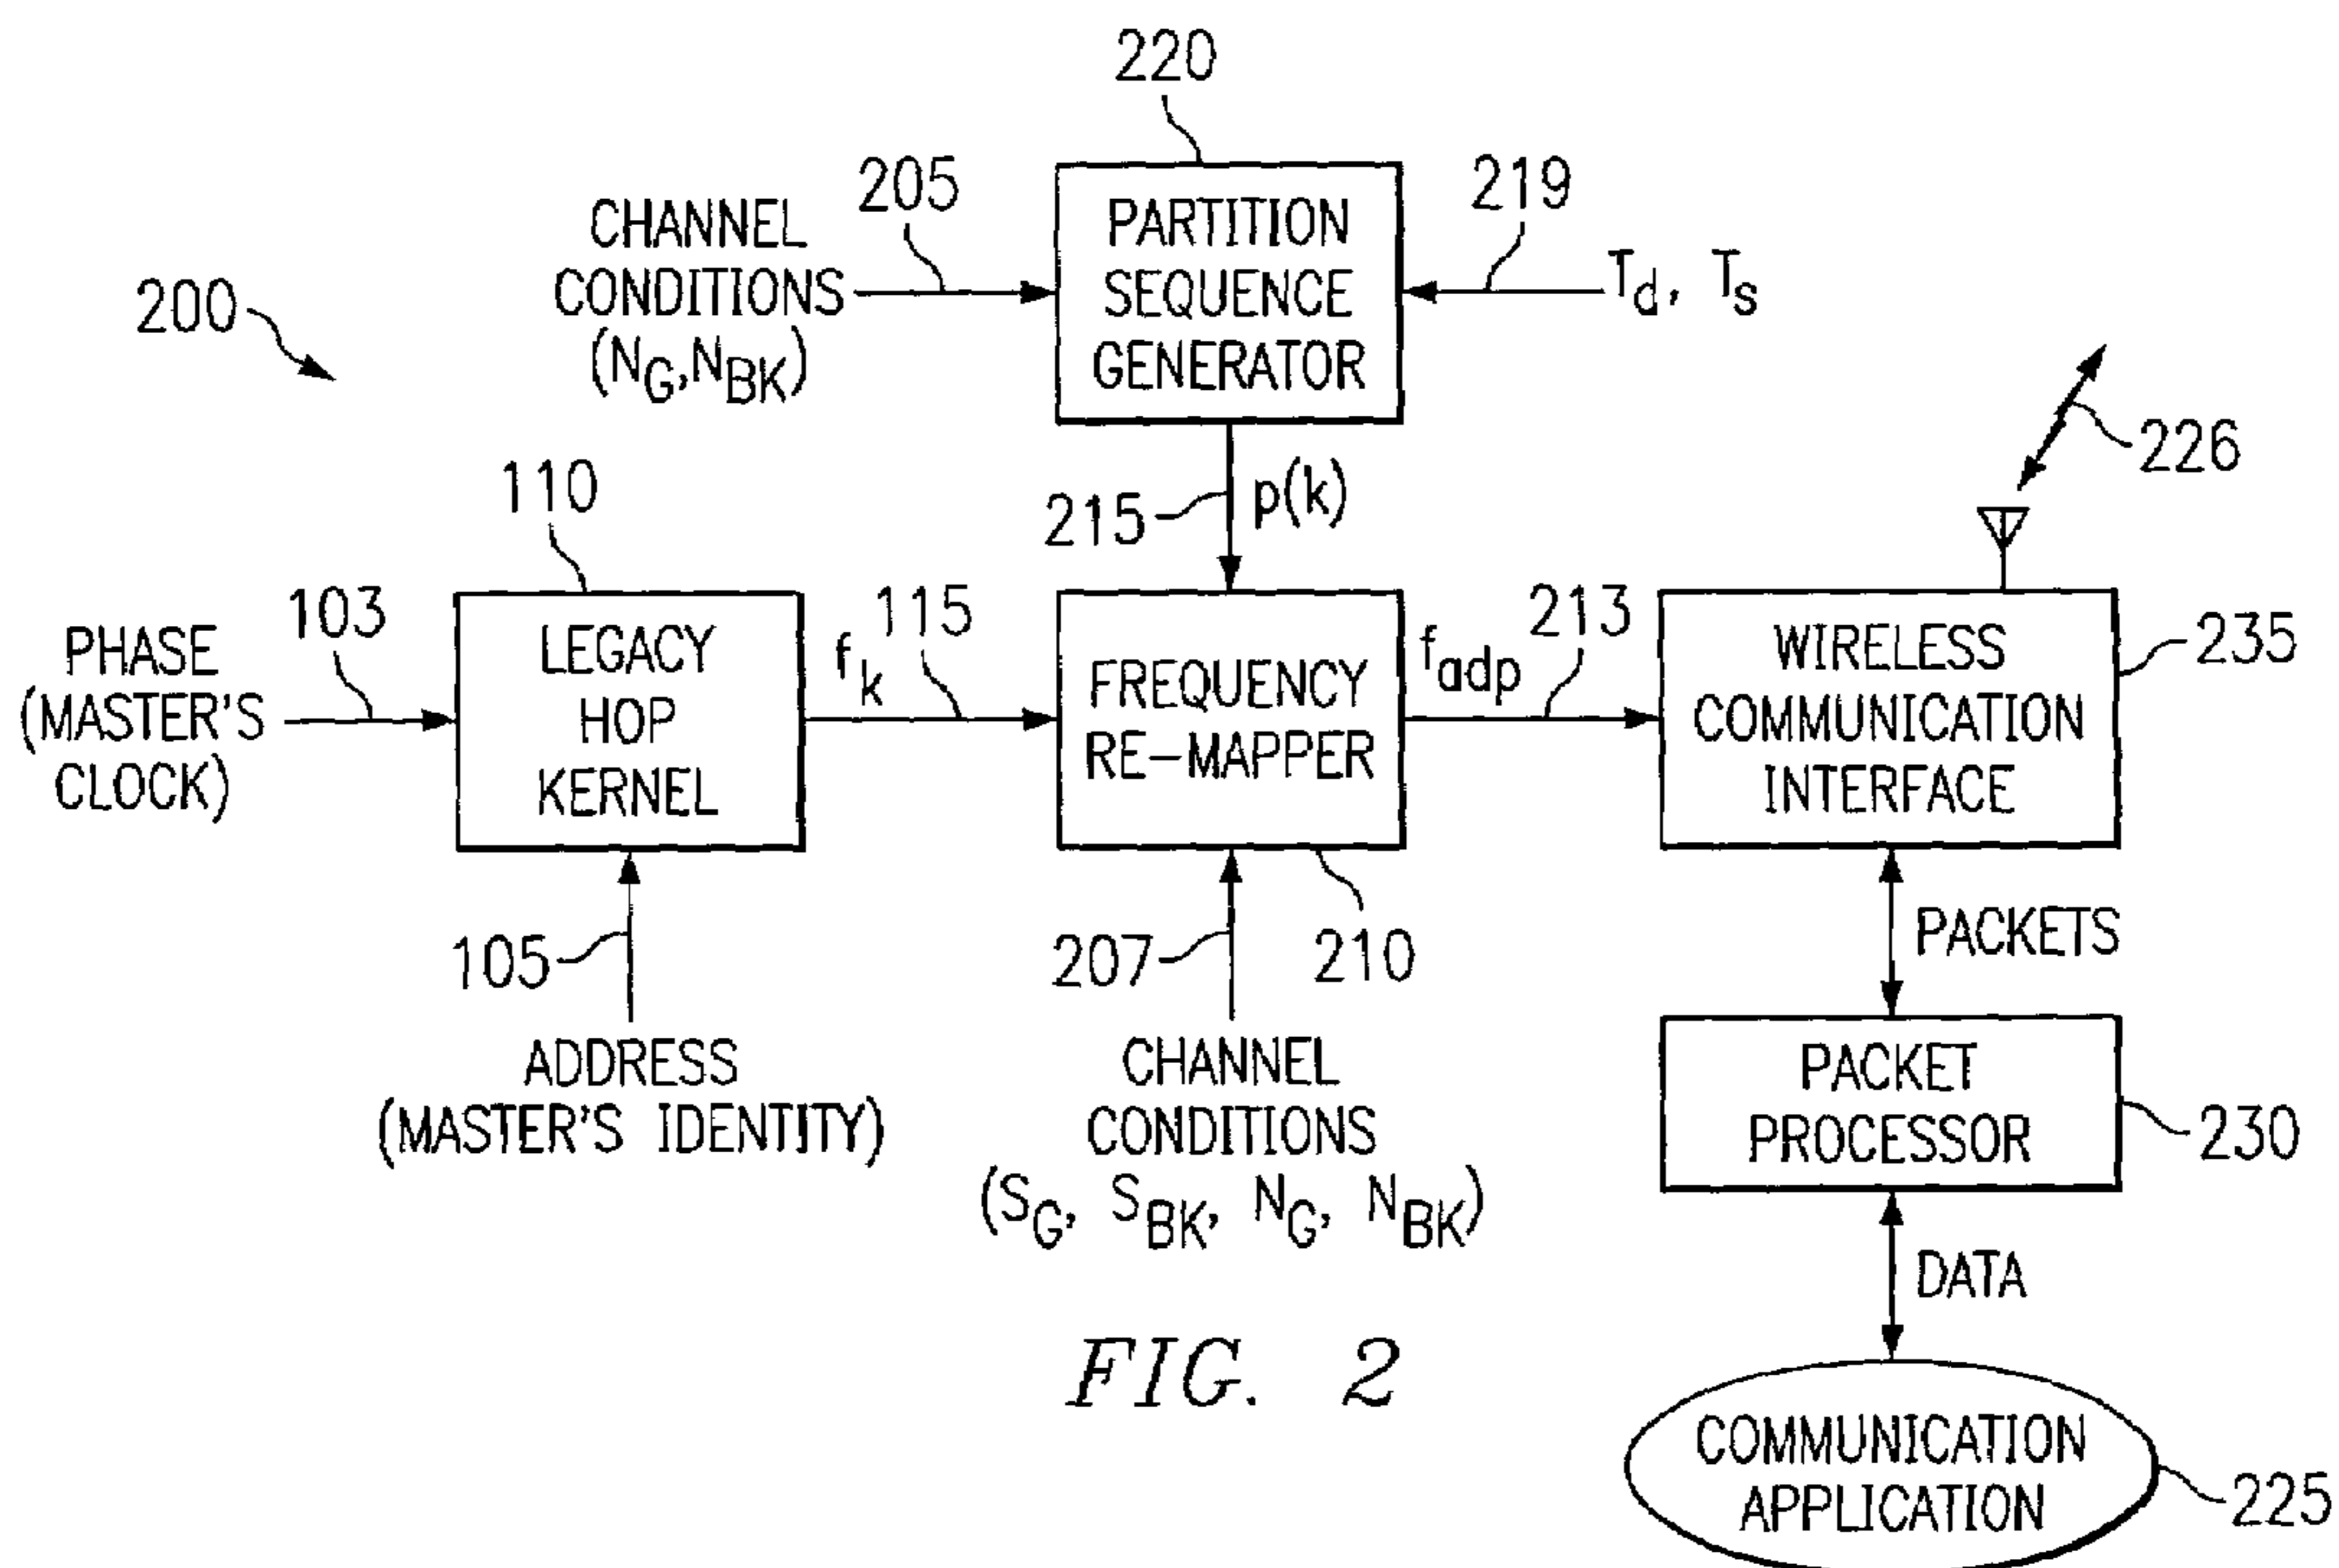 220
205
219
CHANNEL
CONDITIONS
(N_G,N_BK)
PARTITION
SEQUENCE
GENERATOR
T_d, T_s
200
226
110
215
p(k)
103
115
213
PHASE
(MASTER'S
CLOCK)
LEGACY
HOP
KERNEL
f_k
FREQUENCY
RE-MAPPER
f_adp
WIRELESS
COMMUNICATION
INTERFACE
235
105
207
210
PACKETS
ADDRESS
(MASTER'S IDENTITY)
CHANNEL
CONDITIONS
(S_G, S_BK, N_G, N_BK)
PACKET
PROCESSOR
230
DATA
FIG. 2
COMMUNICATION
APPLICATION
225